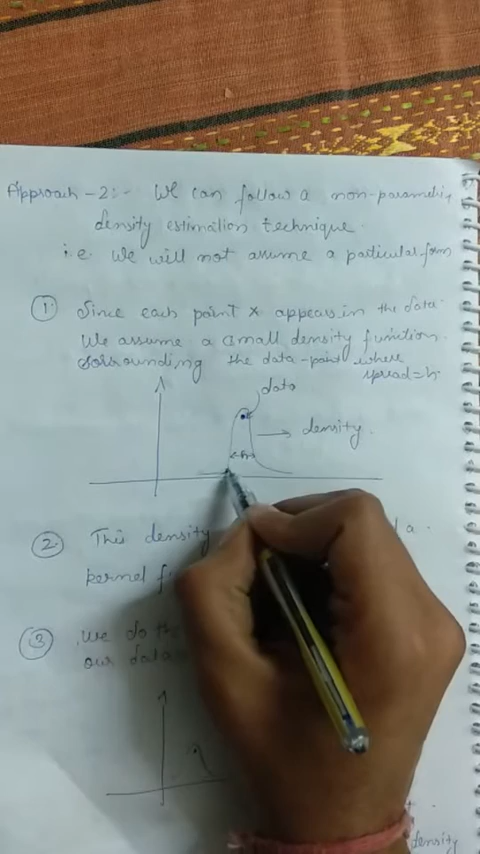 Approach - 2:- We can follow a non-parametric
density estimation technique.
i.e. We will not assume a particular form
① Since each point x appears in the data.
We assume a small density function.
sorrounding the data-point where
spread=h.
data
density.
② This density a.
kernel f
③ We do the
our data
density